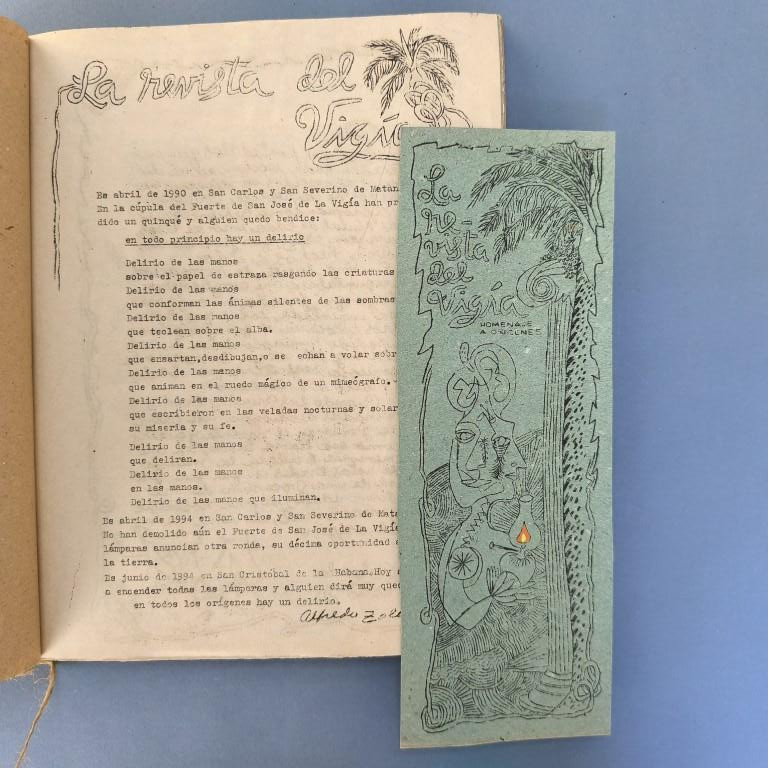 La revista del
Vigía
Es abril de 1990 en San Carlos y San Severino de Matan
En la cúpula del Fuerte de San José de La Vigía han pr
dido un quinqué y alguien quedo bendice:
en todo principio hay un delirio
Delirio de las manos
sobre el papel de estraza rasgando las criaturas
Delirio de las manos
que conforman las ánimas silentes de las sombras
Delirio de las manos
que teclean sobre el alba.
Delirio de las manos
que ensartan,desdibujan,o se echan a volar sobr
Delirio de las manos
que animan en el ruedo mágico de un mimeógrafo.
Delirio de las manos
que escribieron en las veladas nocturnas y solar
su miseria y su fe.
Delirio de las manos
que deliran.
Delirio de las manos
en las manos.
Delirio de las manos que iluminan.
Es abril de 1994 en San Carlos y San Severino de Mata
No han demolido aún el Fuerte de San José de La Vigía
lámparas anuncian otra ronda, su décima oportunidad
la tierra.
Es junio de 1994 en San Cristóbal de la Habana.Hoy
a encender todas las lámparas y alguien dirá muy qued
en todos los orígenes hay un delirio.
Alfredo
La
re-
vista
del
Vigía
HOMENAJE
A ORIGENES